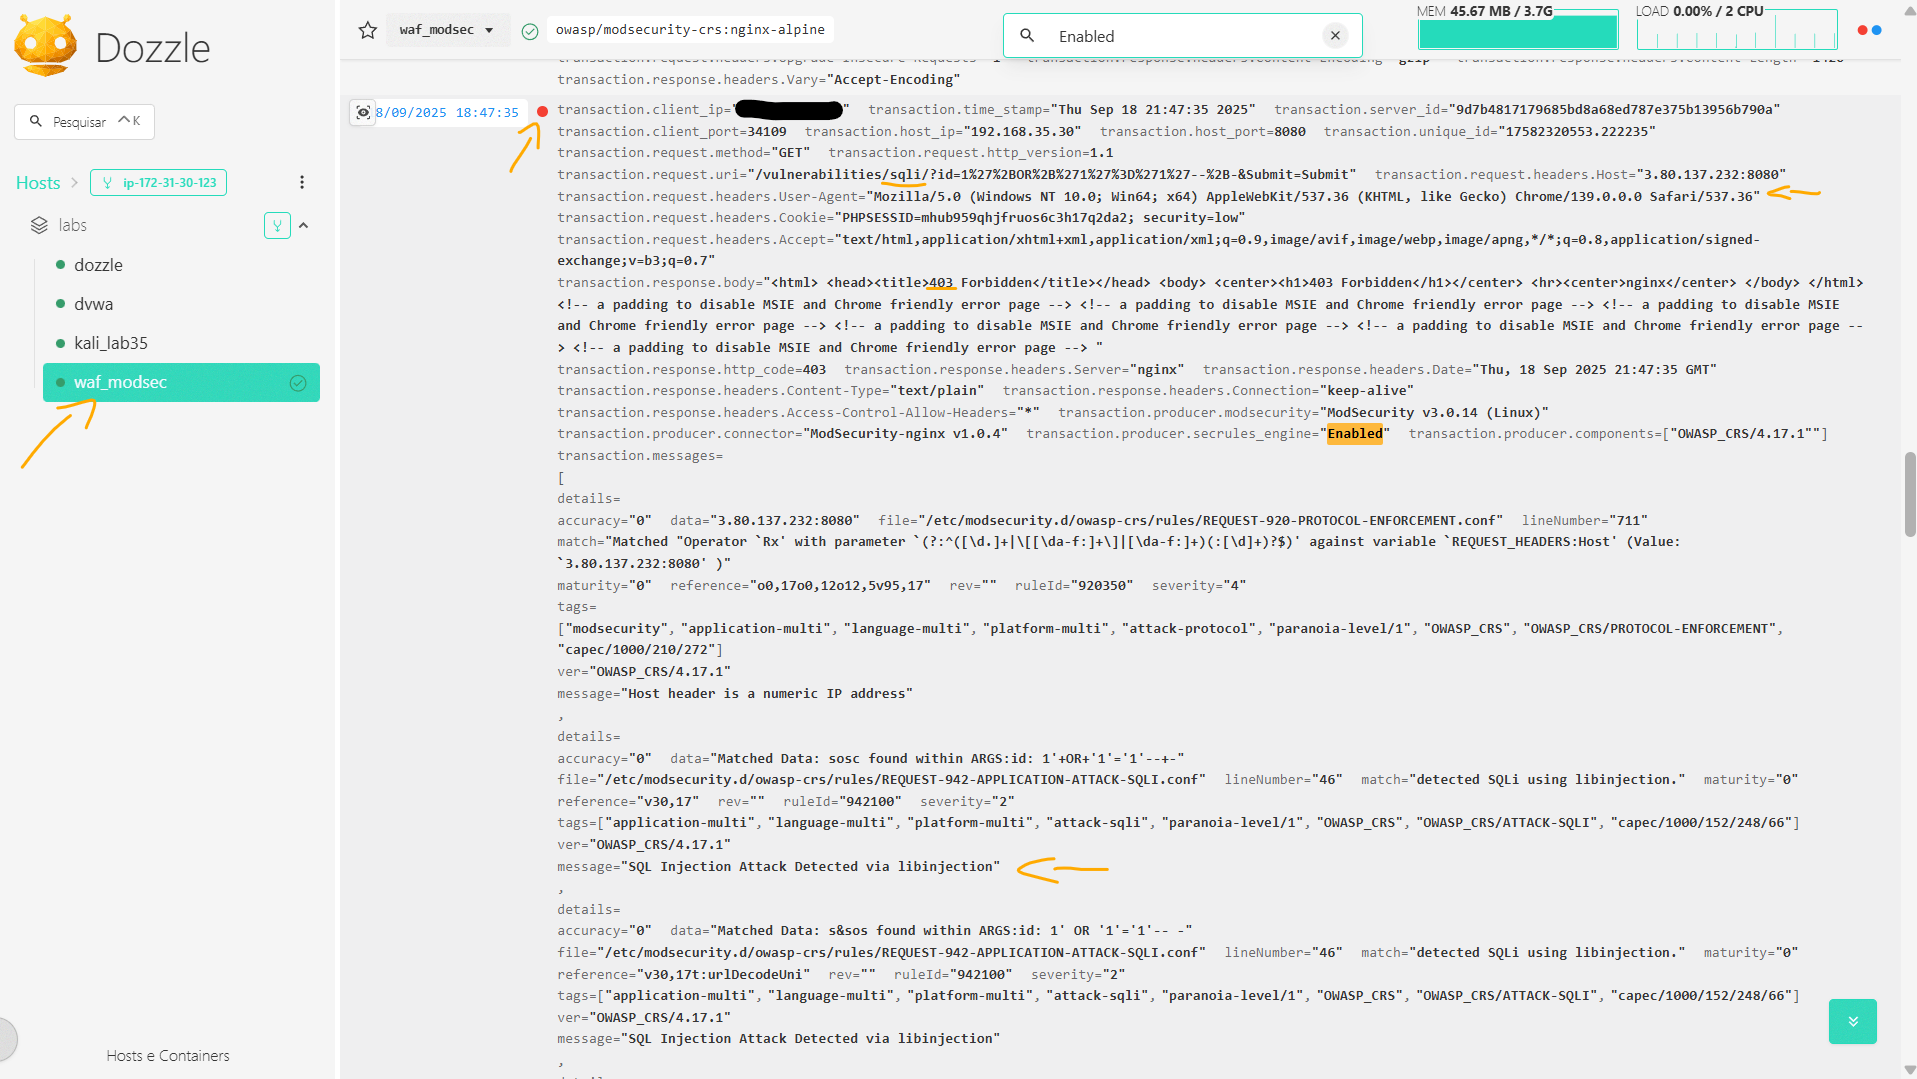 Dozzle
Pesquisar ^K
Hosts > ip-172-31-30-123
labs
dozzle
dvwa
kali_lab35
waf_modsec
Hosts e Containers
waf_modsec
owasp/modsecurity-crs:nginx-alpine
Enabled
MEM 45.67 MB / 3.7G
LOAD 0.00% / 2 CPU
transaction.response.headers.Vary="Accept-Encoding"
8/09/2025 18:47:35
transaction.client_ip=" " transaction.time_stamp="Thu Sep 18 21:47:35 2025" transaction.server_id="9d7b4817179685bd8a68ed787e375b13956b790a"
transaction.client_port=34109 transaction.host_ip="192.168.35.30" transaction.host_port=8080 transaction.unique_id="17582320553.222235"
transaction.request.method="GET" transaction.request.http_version=1.1
transaction.request.uri="/vulnerabilities/sqli/?id=1%27%2BOR%2B%271%27%3D%271%27--%2B-&Submit=Submit" transaction.request.headers.Host="3.80.137.232:8080"
transaction.request.headers.User-Agent="Mozilla/5.0 (Windows NT 10.0; Win64; x64) AppleWebKit/537.36 (KHTML, like Gecko) Chrome/139.0.0.0 Safari/537.36"
transaction.request.headers.Cookie="PHPSESSID=mhub959qhjfruos6c3h17q2da2; security=low"
transaction.request.headers.Accept="text/html,application/xhtml+xml,application/xml;q=0.9,image/avif,image/webp,image/apng,*/*;q=0.8,application/signed-
exchange;v=b3;q=0.7"
transaction.response.body="<html> <head><title>403 Forbidden</title></head> <body> <center><h1>403 Forbidden</h1></center> <hr><center>nginx</center> </body> </html>
<!-- a padding to disable MSIE and Chrome friendly error page --> <!-- a padding to disable MSIE and Chrome friendly error page --> <!-- a padding to disable MSIE
and Chrome friendly error page --> <!-- a padding to disable MSIE and Chrome friendly error page --> <!-- a padding to disable MSIE and Chrome friendly error page --
> <!-- a padding to disable MSIE and Chrome friendly error page --> "
transaction.response.http_code=403 transaction.response.headers.Server="nginx" transaction.response.headers.Date="Thu, 18 Sep 2025 21:47:35 GMT"
transaction.response.headers.Content-Type="text/plain" transaction.response.headers.Connection="keep-alive"
transaction.response.headers.Access-Control-Allow-Headers="*" transaction.producer.modsecurity="ModSecurity v3.0.14 (Linux)"
transaction.producer.connector="ModSecurity-nginx v1.0.4" transaction.producer.secrules_engine="Enabled" transaction.producer.components=["OWASP_CRS/4.17.1""]
transaction.messages=
[
details=
accuracy="0" data="3.80.137.232:8080" file="/etc/modsecurity.d/owasp-crs/rules/REQUEST-920-PROTOCOL-ENFORCEMENT.conf" lineNumber="711"
match="Matched "Operator `Rx' with parameter `(?:^([\d.]+|\[[\da-f:]+\]|[\da-f:]+)(:[\d]+)?$)' against variable `REQUEST_HEADERS:Host' (Value:
`3.80.137.232:8080' )"
maturity="0" reference="o0,17o0,12o12,5v95,17" rev="" ruleId="920350" severity="4"
tags=
["modsecurity", "application-multi", "language-multi", "platform-multi", "attack-protocol", "paranoia-level/1", "OWASP_CRS", "OWASP_CRS/PROTOCOL-ENFORCEMENT",
"capec/1000/210/272"]
ver="OWASP_CRS/4.17.1"
message="Host header is a numeric IP address"
,
details=
accuracy="0" data="Matched Data: sosc found within ARGS:id: 1'+OR+'1'='1'--+-"
file="/etc/modsecurity.d/owasp-crs/rules/REQUEST-942-APPLICATION-ATTACK-SQLI.conf" lineNumber="46" match="detected SQLi using libinjection." maturity="0"
reference="v30,17" rev="" ruleId="942100" severity="2"
tags=["application-multi", "language-multi", "platform-multi", "attack-sqli", "paranoia-level/1", "OWASP_CRS", "OWASP_CRS/ATTACK-SQLI", "capec/1000/152/248/66"]
ver="OWASP_CRS/4.17.1"
message="SQL Injection Attack Detected via libinjection"
,
details=
accuracy="0" data="Matched Data: s&sos found within ARGS:id: 1' OR '1'='1'-- -"
file="/etc/modsecurity.d/owasp-crs/rules/REQUEST-942-APPLICATION-ATTACK-SQLI.conf" lineNumber="46" match="detected SQLi using libinjection." maturity="0"
reference="v30,17t:urlDecodeUni" rev="" ruleId="942100" severity="2"
tags=["application-multi", "language-multi", "platform-multi", "attack-sqli", "paranoia-level/1", "OWASP_CRS", "OWASP_CRS/ATTACK-SQLI", "capec/1000/152/248/66"]
ver="OWASP_CRS/4.17.1"
message="SQL Injection Attack Detected via libinjection"
,